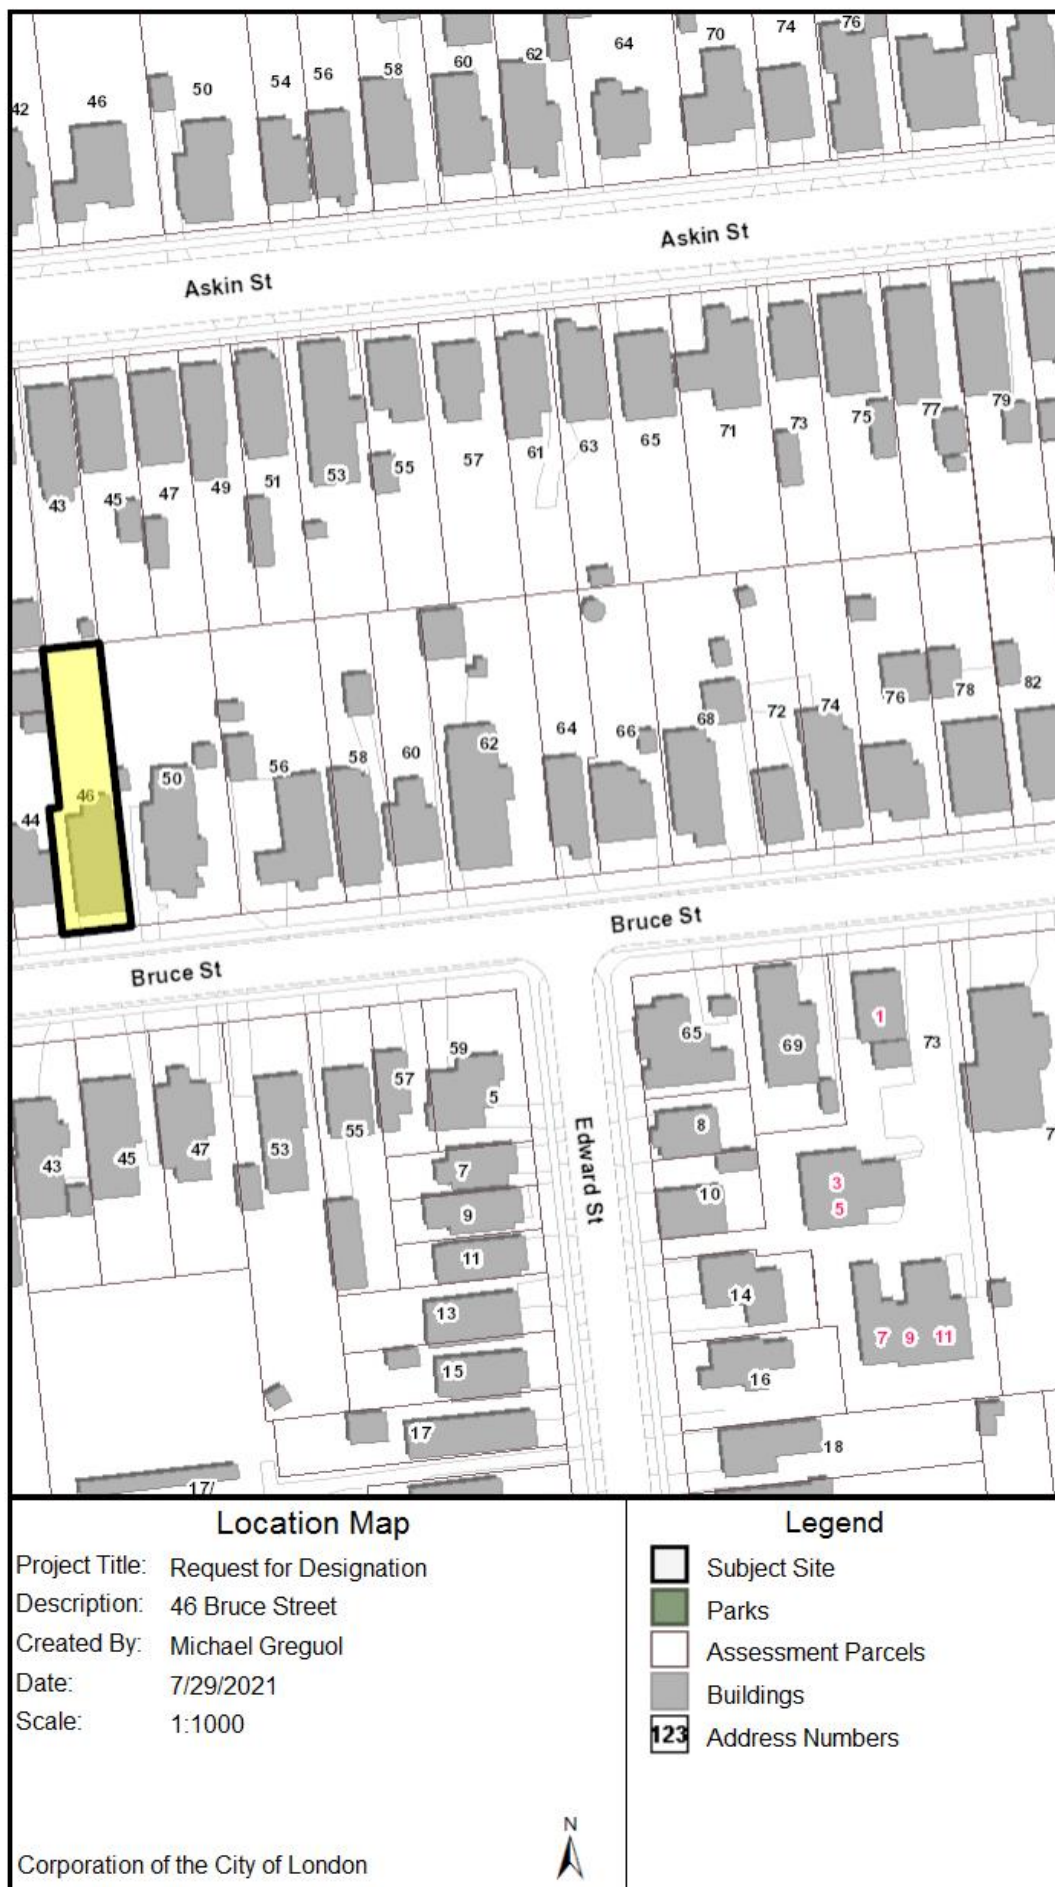 42 46 50 54 56 58 60 62 64 70 74 76
Askin St
Askin St
43 45 47 49 51 53 55 57 61 63 65 71 73 75 77 79
44 46 50 56 58 60 62 64 66 68 72 74 76 78 82
Bruce St
Bruce St
43 45 47 53 55 57 59 5
65 69 1 73
7 8
9 10
11
13
15
17
17/
Edward St
3
5
14
16
7 9 11
18
7
Location Map
Project Title: Request for Designation
Description: 46 Bruce Street
Created By: Michael Greguol
Date: 7/29/2021
Scale: 1:1000
N
Corporation of the City of London
Legend
Subject Site
Parks
Assessment Parcels
Buildings
123 Address Numbers